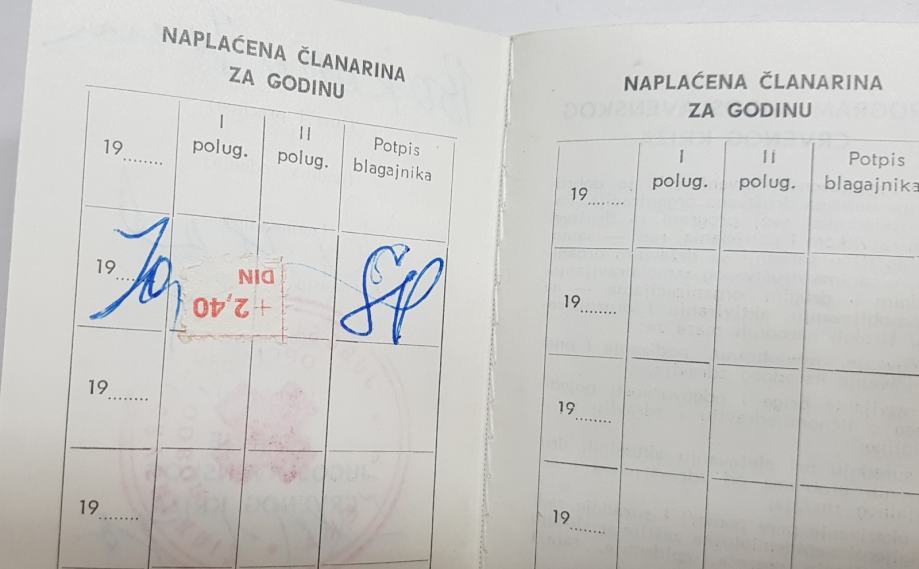 NAPLAĆENA ČLANARINA
ZA GODINU
19........
I
polug.
II
polug.
Potpis
blagajnika
19
+ 2,40
DIN
19........
19........
NAPLAĆENA ČLANARINA
ZA GODINU
19........
I
polug.
II
polug.
Potpis
blagajnika
19........
19........
19........